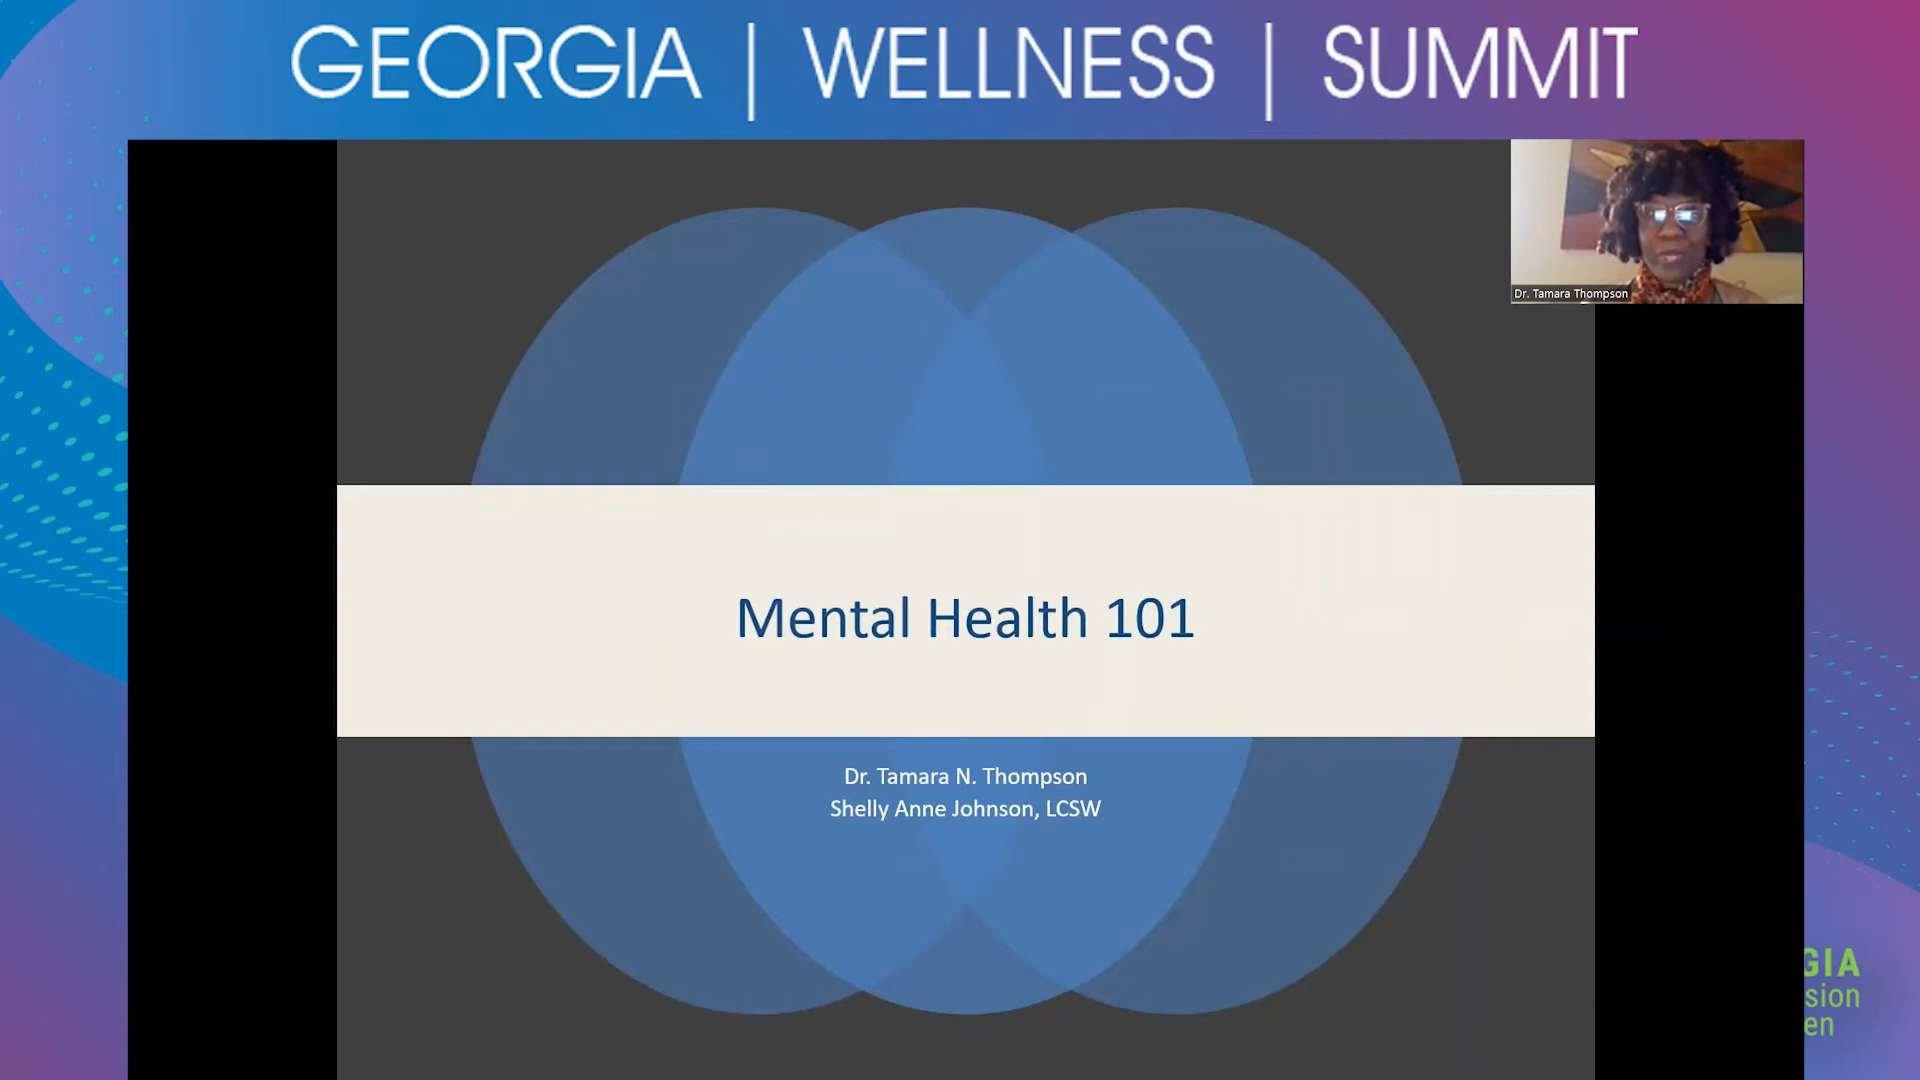 GEORGIA | WELLNESS | SUMMIT
Dr. Tamara Thompson
Mental Health 101
Dr. Tamara N. Thompson
Shelly Anne Johnson, LCSW
GIA
sion
en